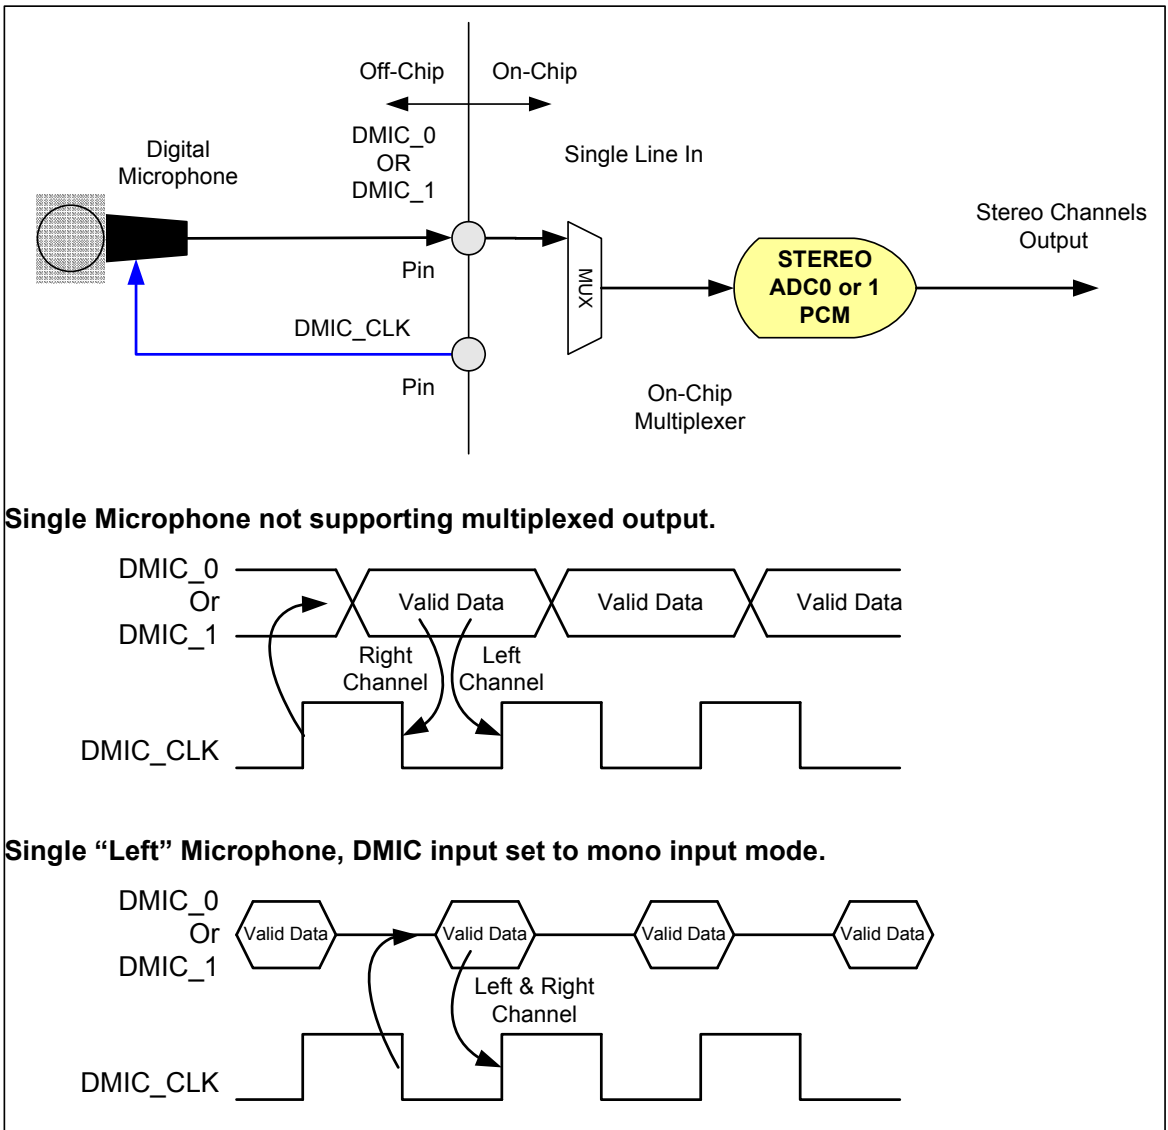 Off-Chip
On-Chip
DMIC_0
OR
DMIC_1
Digital
Microphone
Single Line In
Stereo Channels
Output
Pin
MUX
STEREO
ADC0 or 1
PCM
DMIC_CLK
Pin
On-Chip
Multiplexer
Single Microphone not supporting multiplexed output.
DMIC_0
Or
DMIC_1
Valid Data
Valid Data
Valid Data
Right
Channel
Left
Channel
DMIC_CLK
Single “Left” Microphone, DMIC input set to mono input mode.
DMIC_0
Or
DMIC_1
Valid Data
Valid Data
Valid Data
Valid Data
Left & Right
Channel
DMIC_CLK